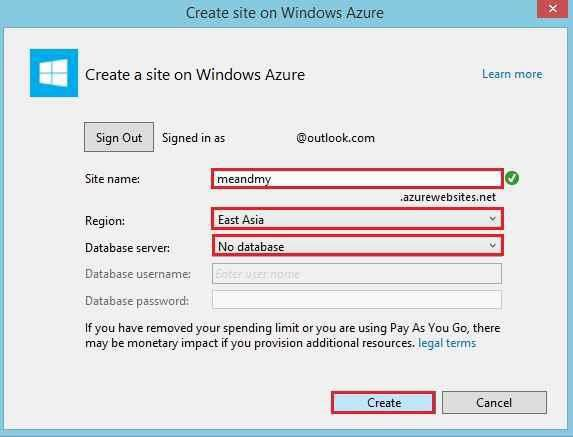 Create site on Windows Azure
Create a site on Windows Azure
Learn more
Sign Out
Signed in as @outlook.com
Site name: meandmy
.azurewebsites.net
Region: East Asia
Database server: No database
Database username: Enter user name
Database password:
If you have removed your spending limit or you are using Pay As You Go, there
may be monetary impact if you provision additional resources. legal terms
Create
Cancel